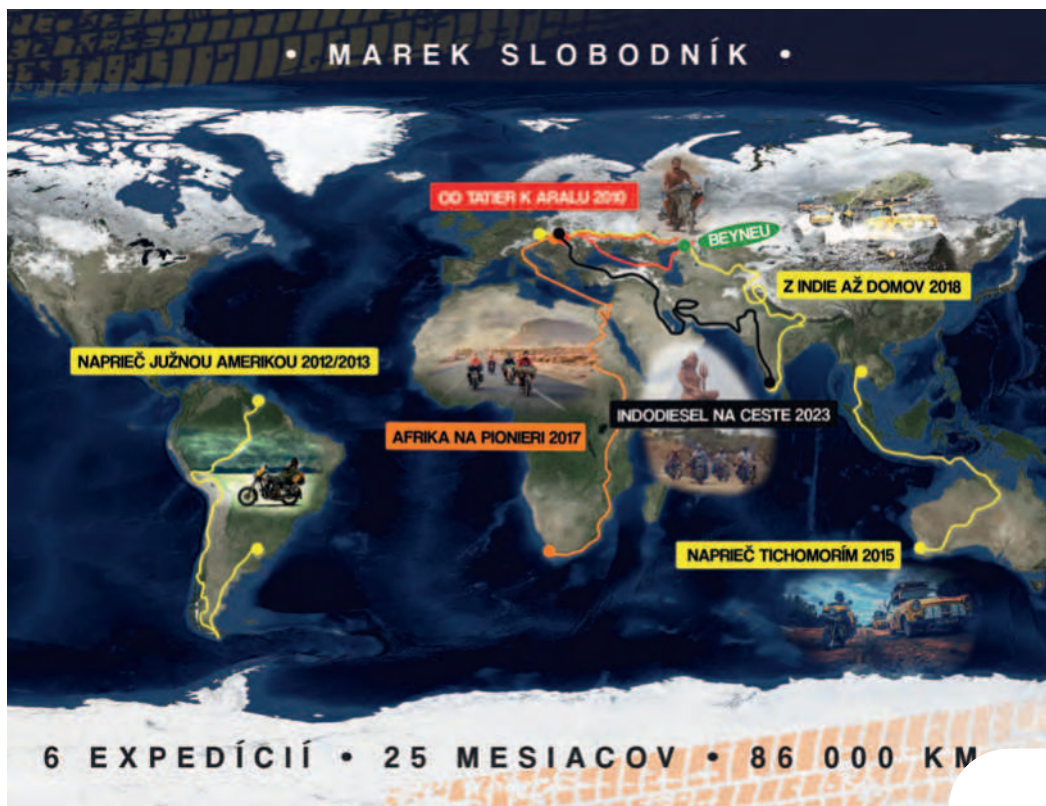 • MAREK SLOBODNÍK •
OD TATIER K ARALU 2010
BEYNEU
Z INDIE AŽ DOMOV 2018
NAPRIEČ JUŽNOU AMERIKOU 2012/2013
INDODIESEL NA CESTE 2023
AFRIKA NA PIONIERI 2017
NAPRIEČ TICHOMORÍM 2015
6 EXPEDÍCIÍ • 25 MESIACOV • 86 000 KM